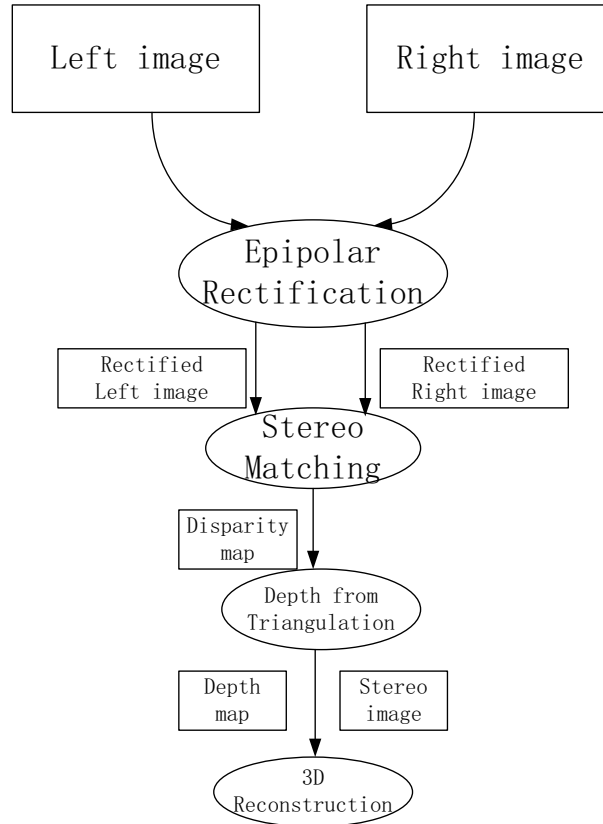 Left image
Right image
Epipolar
Rectification
Rectified
Left image
Rectified
Right image
Stereo
Matching
Disparity
map
Depth from
Triangulation
Depth
map
Stereo
image
3D
Reconstruction